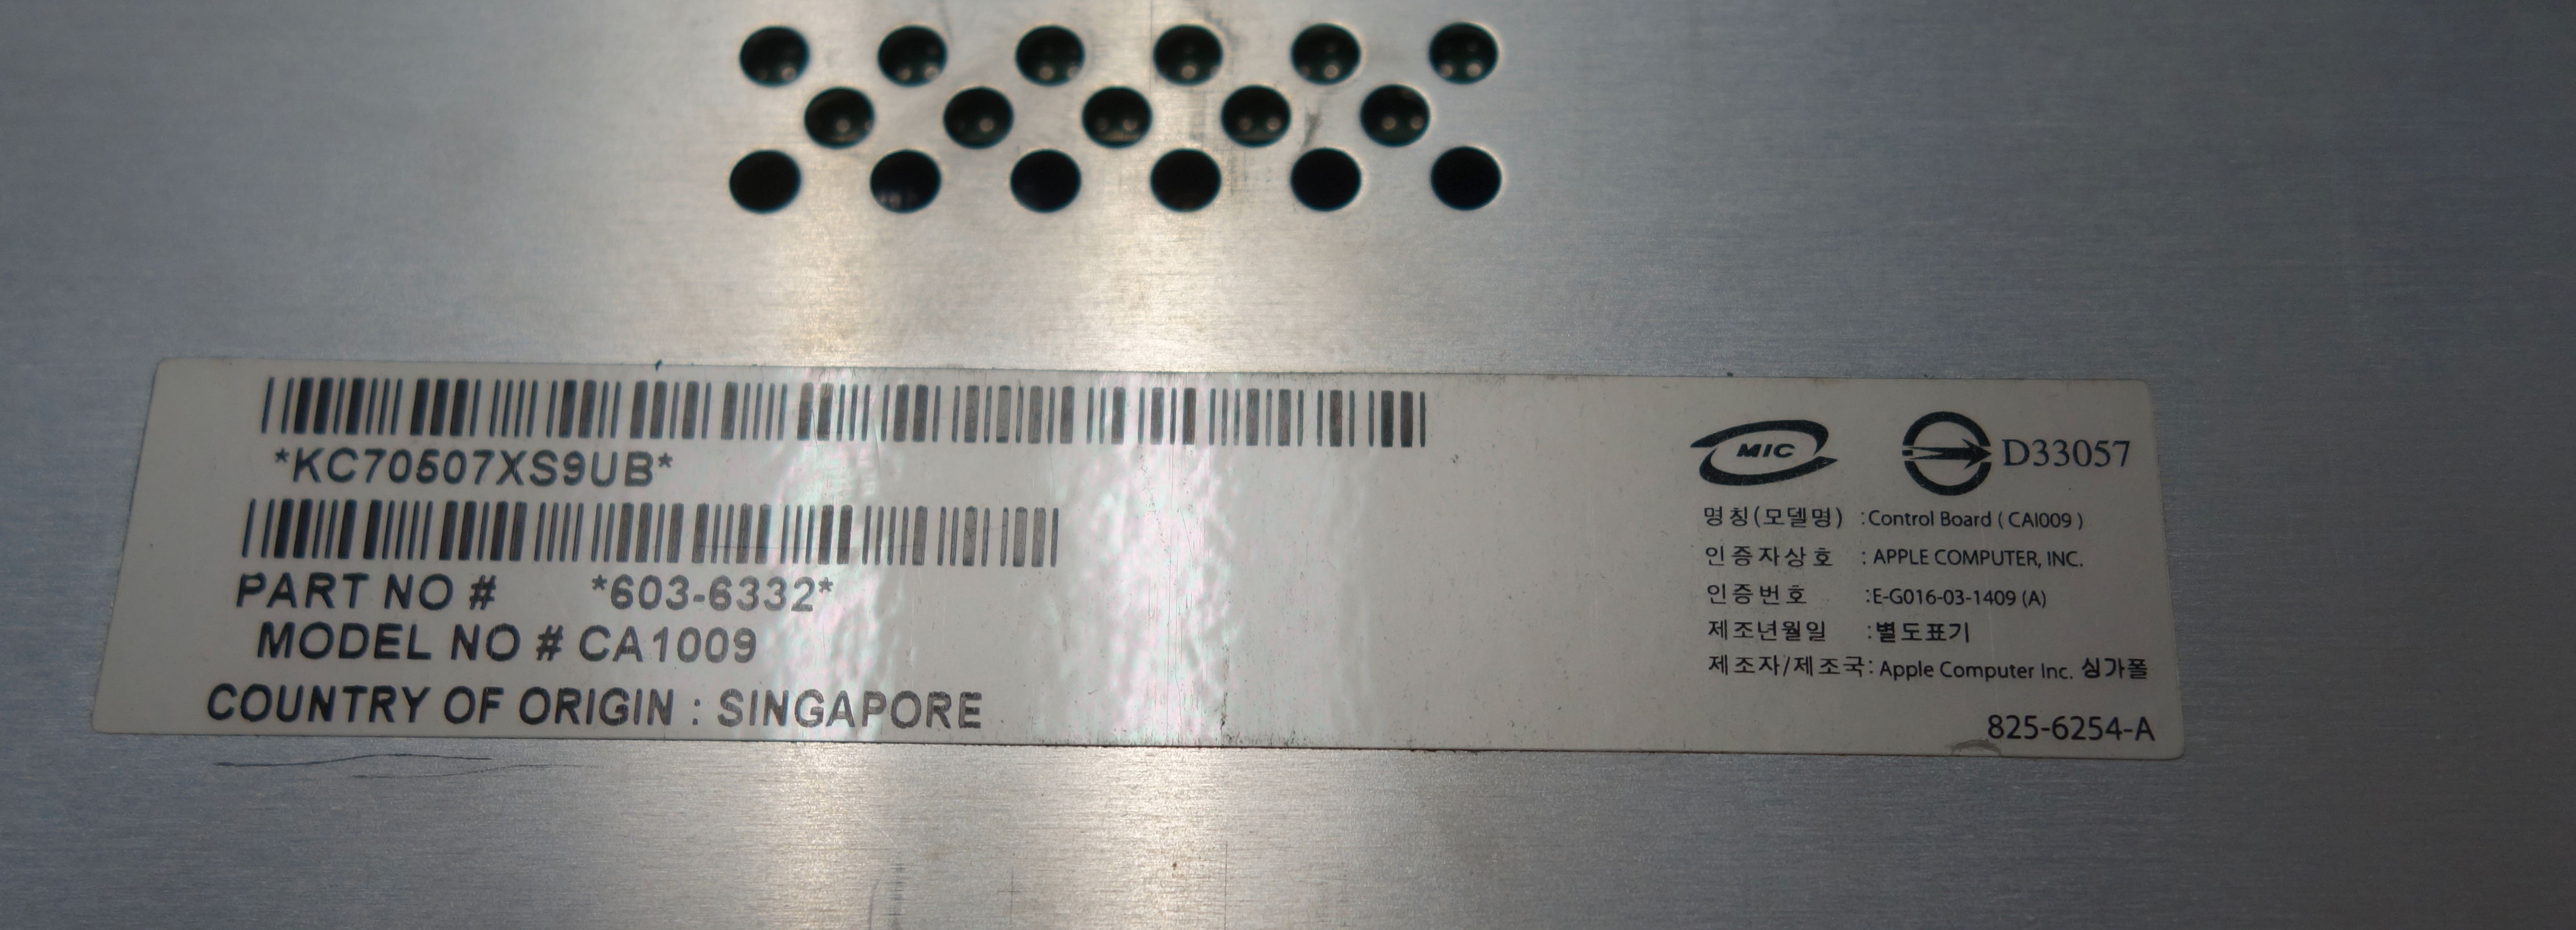 *KC70507XS9UB*
PART NO # *603-6332*
MODEL NO # CA1009
COUNTRY OF ORIGIN : SINGAPORE
MIC D33057
명칭(모델명) :Control Board ( CAI009 )
인증자상호 : APPLE COMPUTER, INC.
인증번호 :E-G016-03-1409 (A)
제조년월일 :별도표기
제조자/제조국: Apple Computer Inc. 싱가폴
825-6254-A